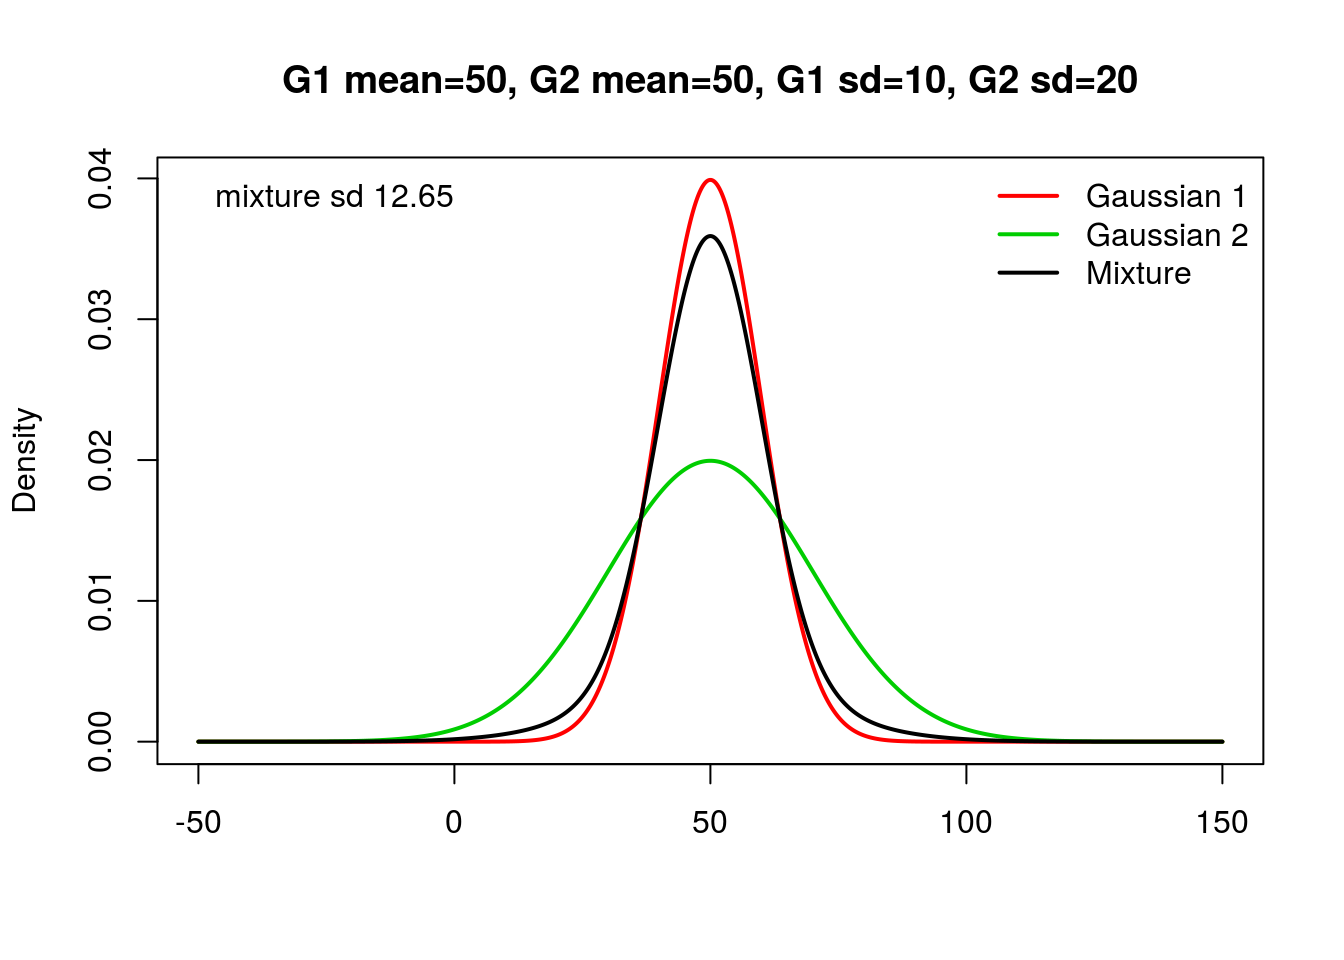 G1 mean=50, G2 mean=50, G1 sd=10, G2 sd=20
mixture sd 12.65
Gaussian 1
Gaussian 2
Mixture
Density
0.04
0.03
0.02
0.01
0.00
-50 0 50 100 150